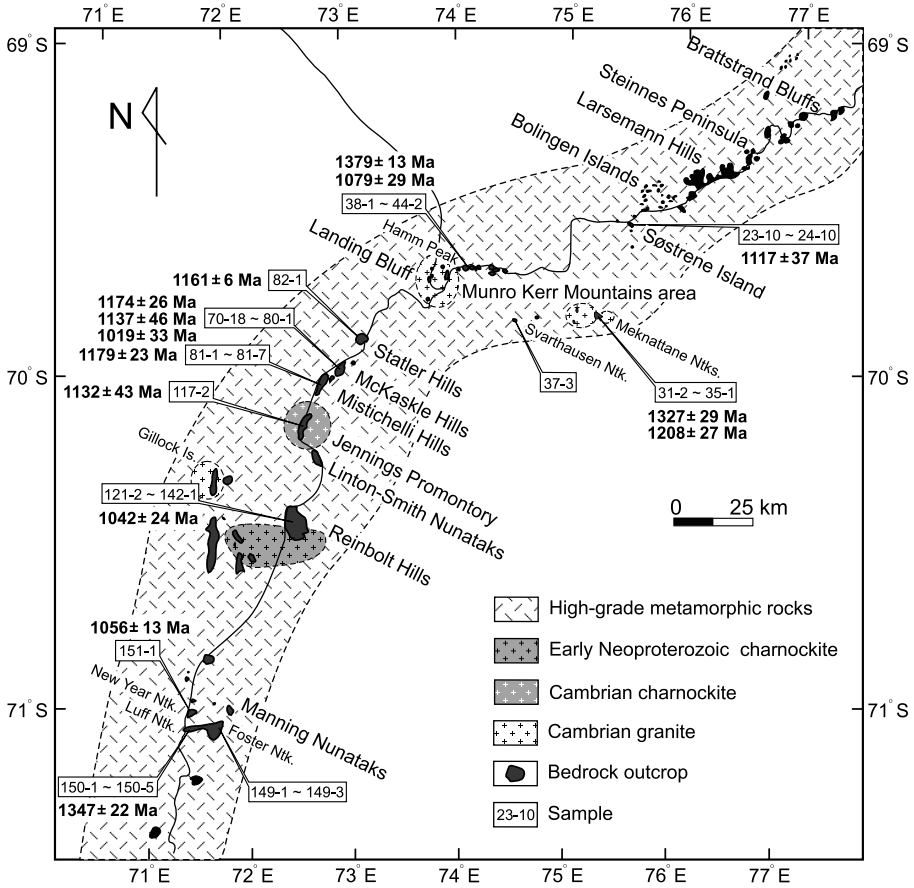 71°E 72°E 73°E 74°E 75°E 76°E 77°E
69°S 69°S
Brattstrand Bluffs
Steinnes Peninsula
Larsemann Hills
Bolingen Islands
N
1379± 13 Ma
1079± 29 Ma
38-1 ~ 44-2
Hamm Peak
Landing Bluff
23-10 ~ 24-10
1117± 37 Ma
Søstrene Island
Munro Kerr Mountains area
1161± 6 Ma 82-1
1174± 26 Ma
1137± 46 Ma 70-18 ~ 80-1
1019± 33 Ma
1179± 23 Ma 81-1 ~ 81-7
1132± 43 Ma 117-2
Svarthausen Ntk.
Meknattane Ntks.
37-3
31-2 ~ 35-1
1327± 29 Ma
1208± 27 Ma
70°S 70°S
Statler Hills
McKaskle Hills
Mistichelli Hills
Jennings Promontory
Linton-Smith Nunataks
Gillock Is.
121-2 ~ 142-1
1042± 24 Ma
Reinbolt Hills
0 25 km
1056± 13 Ma
151-1
New Year Ntk.
Luff Ntk.
Foster Ntk.
Manning Nunataks
71°S 71°S
150-1 ~ 150-5
1347± 22 Ma
149-1 ~ 149-3
High-grade metamorphic rocks
Early Neoproterozoic charnockite
Cambrian charnockite
Cambrian granite
Bedrock outcrop
23-10 Sample
71°E 72°E 73°E 74°E 75°E 76°E 77°E